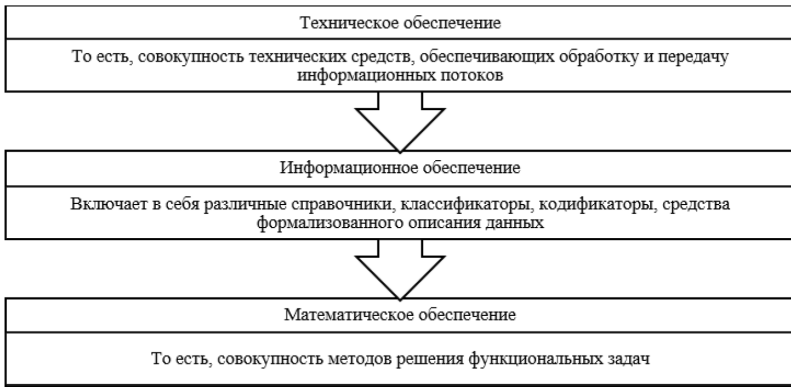 Техническое обеспечение
То есть, совокупность технических средств, обеспечивающих обработку и передачу
информационных потоков
Информационное обеспечение
Включает в себя различные справочники, классификаторы, кодификаторы, средства
формализованного описания данных
Математическое обеспечение
То есть, совокупность методов решения функциональных задач